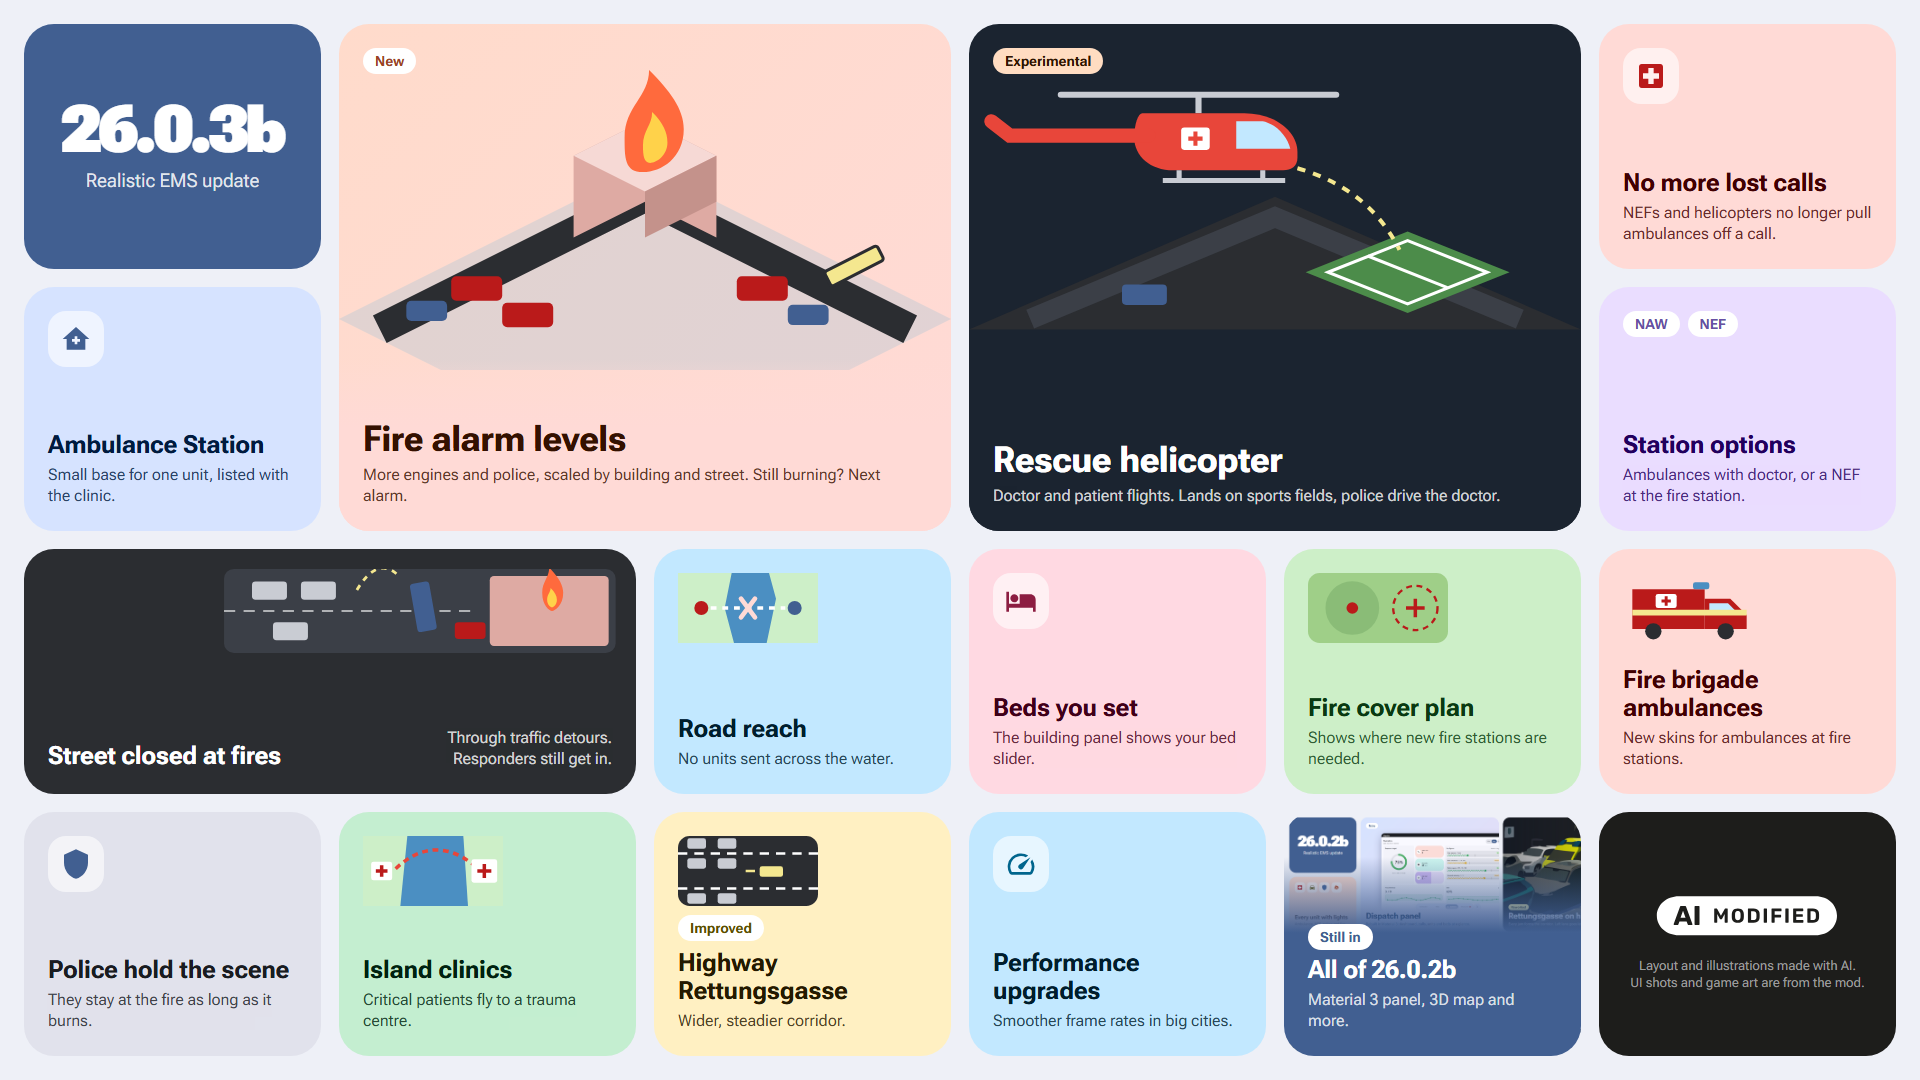 26.0.3b
Realistic EMS update
New
Fire alarm levels
More engines and police, scaled by building and street. Still burning? Next
alarm.
Experimental
Rescue helicopter
Doctor and patient flights. Lands on sports fields, police drive the doctor.
No more lost calls
NEFs and helicopters no longer pull
ambulances off a call.
Ambulance Station
Small base for one unit, listed with
the clinic.
NAW NEF
Station options
Ambulances with doctor, or a NEF
at the fire station.
Street closed at fires
Through traffic detours.
Responders still get in.
Road reach
No units sent across the water.
Beds you set
The building panel shows your bed
slider.
Fire cover plan
Shows where new fire stations are
needed.
Fire brigade
ambulances
New skins for ambulances at fire
stations.
Police hold the scene
They stay at the fire as long as it
burns.
Island clinics
Critical patients fly to a trauma
centre.
Improved
Highway
Rettungsgasse
Wider, steadier corridor.
Performance
upgrades
Smoother frame rates in big cities.
26.0.2b
Realistic EMS update
Dispatch panel
Still in
All of 26.0.2b
Material 3 panel, 3D map and
more.
AI MODIFIED
Layout and illustrations made with AI.
UI shots and game art are from the mod.